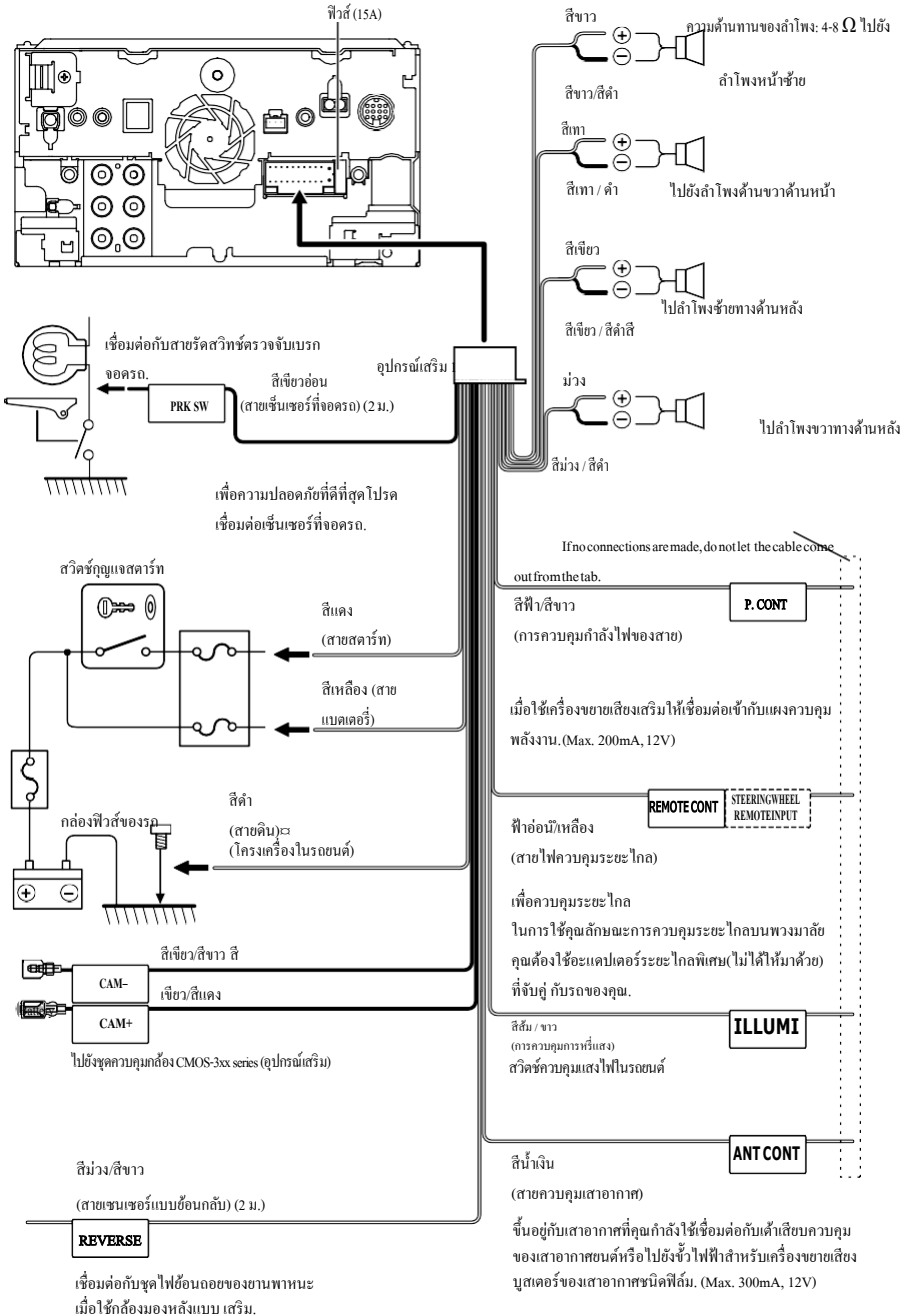 ฟิวส์ (15A)
สีขาว
ความต้านทานของลำโพง: 4-8 Ω ไปยัง
ลำโพงหน้าซ้าย
สีขาว/สีดำ
สีเทา
สีเทา / ดำ
ไปยังลำโพงด้านขวาด้านหน้า
สีเขียว
ไปลำโพงซ้ายทางด้านหลัง
สีเขียว / สีดำสี
ม่วง
ไปลำโพงขวาทางด้านหลัง
สีม่วง / สีดำ
เชื่อมต่อกับสายรัดสวิทช์ตรวจจับเบรก
จอดรถ.
อุปกรณ์เสริม 1
สีเขียวอ่อน
(สายเซ็นเซอร์ที่จอดรถ) (2 ม.)
PRK SW
เพื่อความปลอดภัยที่ดีที่สุดโปรด
เชื่อมต่อเซ็นเซอร์ที่จอดรถ.
สวิตช์กุญแจสตาร์ท
สีแดง
(สายสตาร์ท)
สีเหลือง (สาย
แบตเตอรี่)
กล่องฟิวส์ของรถ
สีดำ
(สายดิน)¤
(โครงเครื่องในรถยนต์)
สีเขียว/สีขาว สี
CAM–
เขียว/สีแดง
CAM+
ไปยังชุดควบคุมกล้อง CMOS-3xx series (อุปกรณ์เสริม)
สีม่วง/สีขาว
(สายเซนเซอร์แบบย้อนกลับ) (2 ม.)
REVERSE
เชื่อมต่อกับชุดไฟย้อนถอยของยานพาหนะ
เมื่อใช้กล้องมองหลังแบบ เสริม.
If no connections are made, do not let the cable come
out from the tab.
สีฟ้า/สีขาว
P. CONT
(การควบคุมกำลังไฟของสาย)
เมื่อใช้เครื่องขยายเสียงเสริมให้เชื่อมต่อเข้ากับแผงควบคุม
พลังงาน. (Max. 200mA, 12V)
REMOTE CONT
STEERING WHEEL
REMOTE INPUT
ฟ้าอ่อนี/เหลือง
(สายไฟควบคุมระยะไกล)
เพื่อควบคุมระยะไกล
ในการใช้คุณลักษณะการควบคุมระยะไกลบนพวงมาลัย
คุณต้องใช้อะแดปเตอร์ระยะไกลพิเศษ(ไม่ได้ให้มาด้วย)
ที่จับคู่ กับรถของคุณ.
สีส้ม / ขาว
ILLUMI
(การควบคุมการหรี่แสง)
สวิตช์ควบคุมแสงไฟในรถยนต์
ANT CONT
สีน้ำเงิน
(สายควบคุมเสาอากาศ)
ขึ้นอยู่กับเสาอากาศที่คุณกำลังใช้เชื่อมต่อกับเต้าเสียบควบคุม
ของเสาอากาศยนต์หรือไปยังขั้วไฟฟ้าสำหรับเครื่องขยายเสียง
บูสเตอร์ของเสาอากาศชนิดฟิล์ม. (Max. 300mA, 12V)